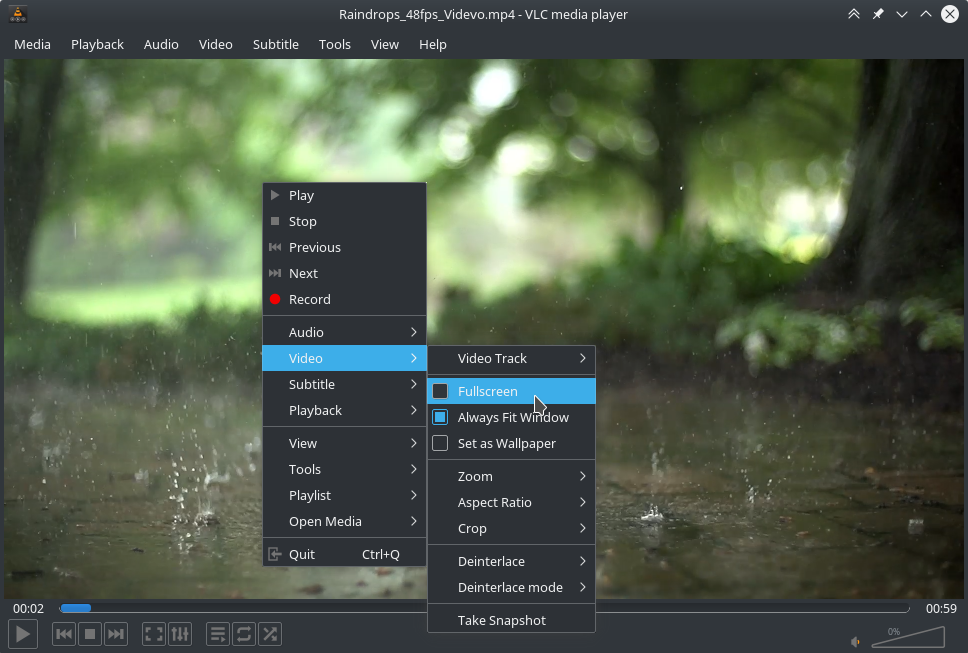 Raindrops_48fps_Videvo.mp4 - VLC media player
Media Playback Audio Video Subtitle Tools View Help
Play
Stop
Previous
Next
Record
Audio
Video
Subtitle
Playback
View
Tools
Playlist
Open Media
Quit Ctrl+Q
Video Track
Fullscreen
Always Fit Window
Set as Wallpaper
Zoom
Aspect Ratio
Crop
Deinterlace
Deinterlace mode
Take Snapshot
00:02 00:59
0%